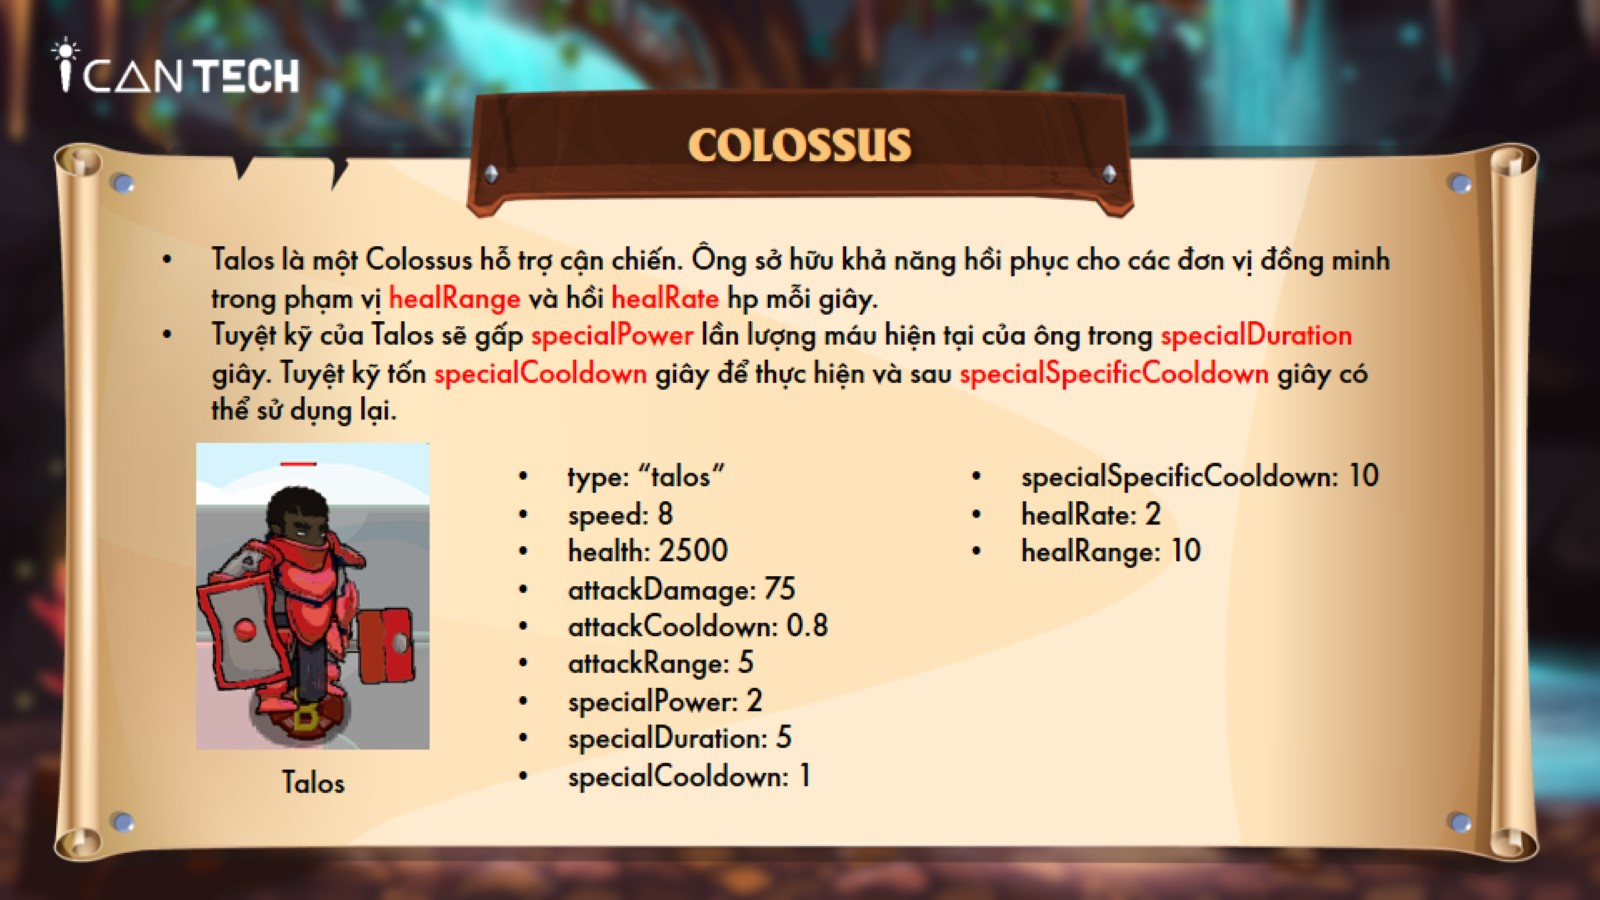 iCANTECH
COLOSSUS
• Talos là một Colossus hỗ trợ cận chiến. Ông sở hữu khả năng hồi phục cho các đơn vị đồng minh
trong phạm vị healRange và hồi healRate hp mỗi giây.
• Tuyệt kỹ của Talos sẽ gấp specialPower lần lượng máu hiện tại của ông trong specialDuration
giây. Tuyệt kỹ tốn specialCooldown giây để thực hiện và sau specialSpecificCooldown giây có
thể sử dụng lại.
B
Talos
• type: “talos”
• speed: 8
• health: 2500
• attackDamage: 75
• attackCooldown: 0.8
• attackRange: 5
• specialPower: 2
• specialDuration: 5
• specialCooldown: 1
• specialSpecificCooldown: 10
• healRate: 2
• healRange: 10